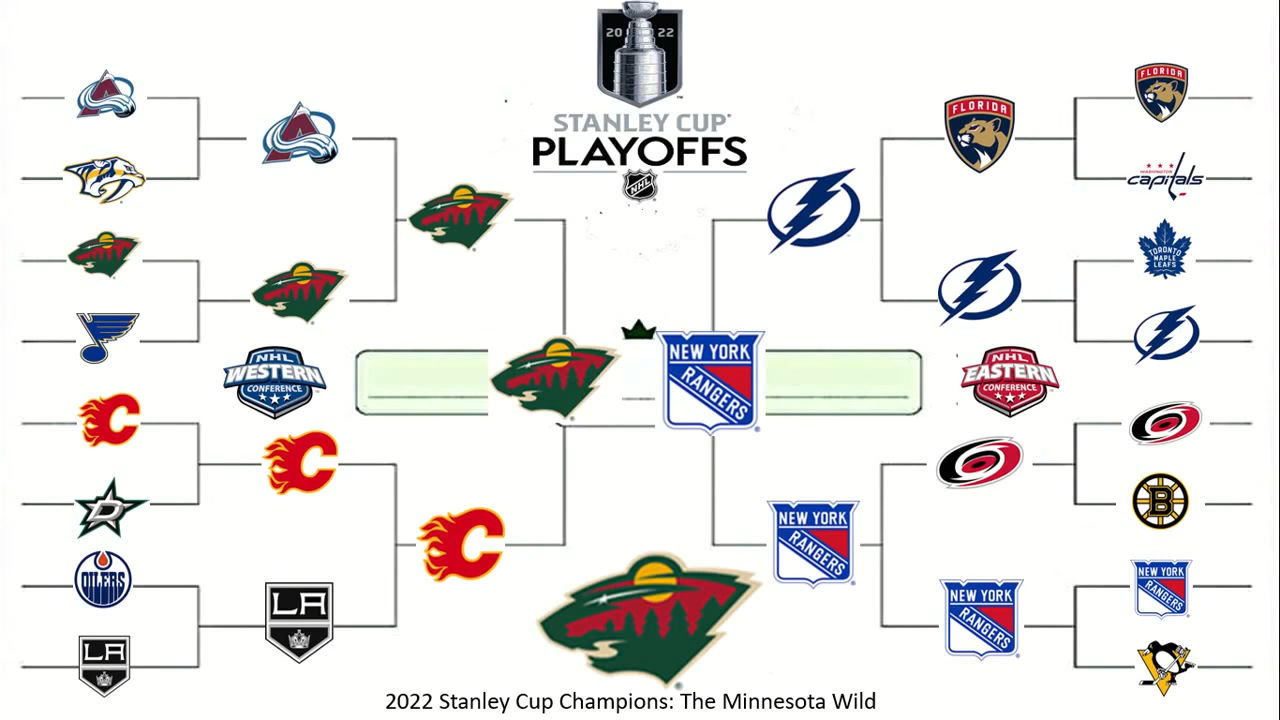 20 22
STANLEY CUP
PLAYOFFS
NHL
FLORIDA
FLORIDA
WASHINGTON
capitals
TORONTO
MAPLE
LEAFS
NHL
WESTERN
CONFERENCE
NEW YORK
RANGERS
NHL
EASTERN
CONFERENCE
C
C
C
D
B
OILERS
NEW YORK
RANGERS
NEW YORK
RANGERS
NEW YORK
RANGERS
LA
LA
2022 Stanley Cup Champions: The Minnesota Wild